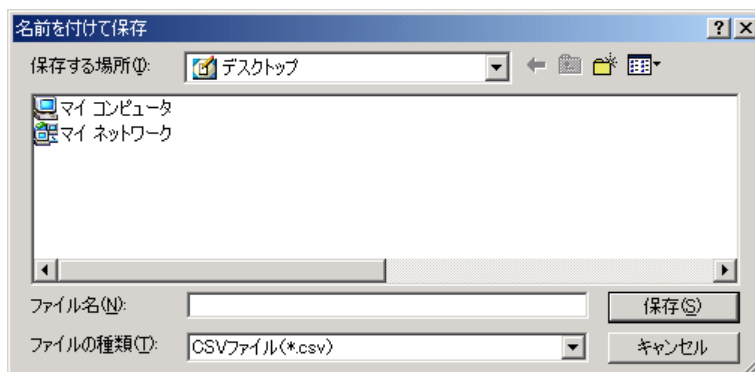 名前を付けて保存
保存する場所(I):
デスクトップ
マイ コンピュータ
マイ ネットワーク
ファイル名(N):
保存(S)
ファイルの種類(T):
CSVファイル(*.csv)
キャンセル